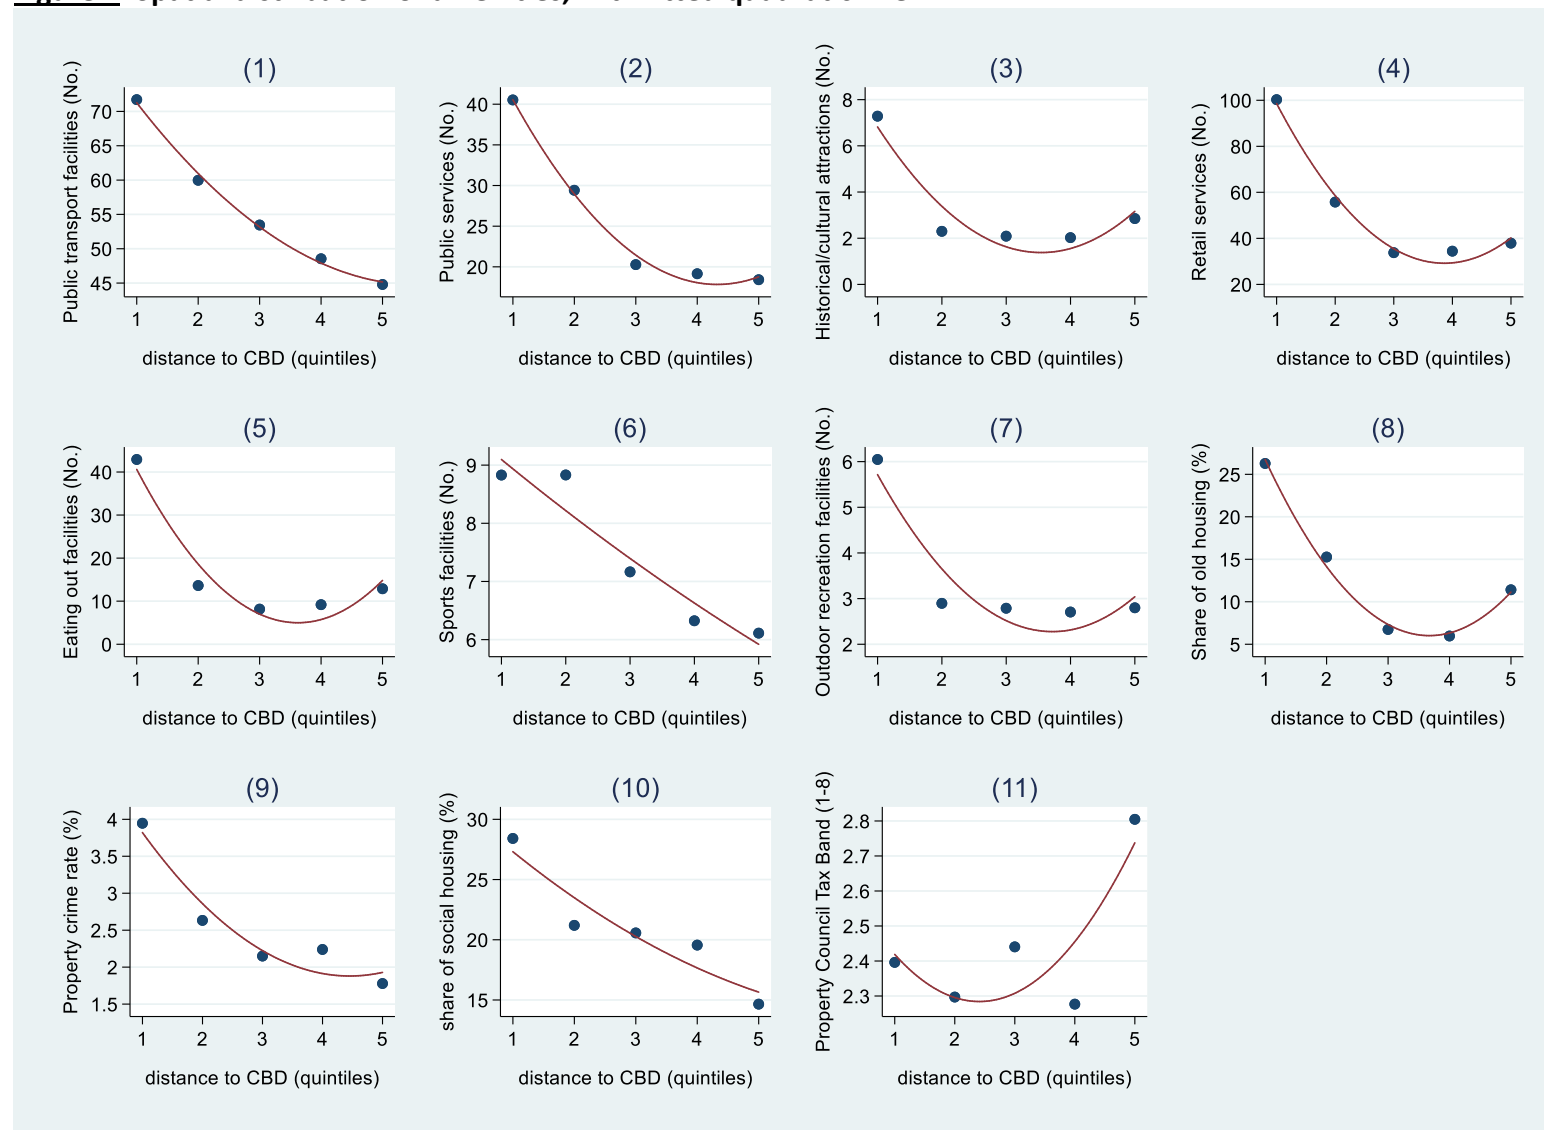 (1)
Public transport facilities (No.)
70
65
60
55
50
45
1 2 3 4 5
distance to CBD (quintiles)
(2)
Public services (No.)
40
35
30
25
20
1 2 3 4 5
distance to CBD (quintiles)
(3)
Historical/cultural attractions (No.)
8
6
4
2
0
1 2 3 4 5
distance to CBD (quintiles)
(4)
Retail services (No.)
100
80
60
40
20
1 2 3 4 5
distance to CBD (quintiles)
(5)
Eating out facilities (No.)
40
30
20
10
0
1 2 3 4 5
distance to CBD (quintiles)
(6)
Sports facilities (No.)
9
8
7
6
1 2 3 4 5
distance to CBD (quintiles)
(7)
Outdoor recreation facilities (No.)
6
5
4
3
2
1 2 3 4 5
distance to CBD (quintiles)
(8)
Share of old housing (%)
25
20
15
10
5
1 2 3 4 5
distance to CBD (quintiles)
(9)
Property crime rate (%)
4
3.5
3
2.5
2
1.5
1 2 3 4 5
distance to CBD (quintiles)
(10)
share of social housing (%)
30
25
20
15
1 2 3 4 5
distance to CBD (quintiles)
(11)
Property Council Tax Band (1-8)
2.8
2.7
2.6
2.5
2.4
2.3
1 2 3 4 5
distance to CBD (quintiles)